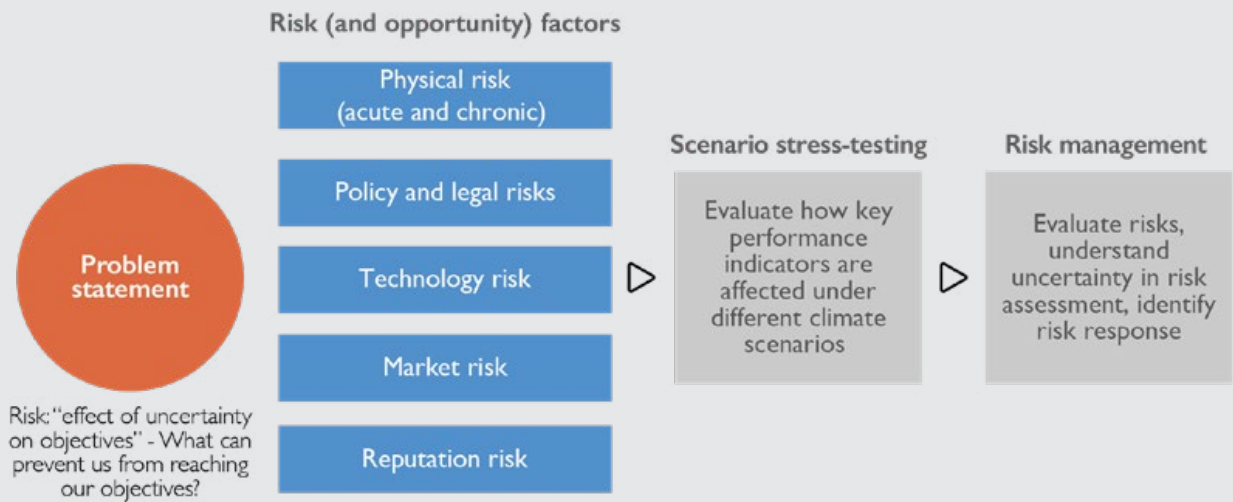 Risk (and opportunity) factors
Physical risk
(acute and chronic)
Policy and legal risks
Technology risk
Market risk
Reputation risk
Problem
statement
Risk: “effect of uncertainty
on objectives” - What can
prevent us from reaching
our objectives?
Scenario stress-testing
Evaluate how key
performance
indicators are
affected under
different climate
scenarios
Risk management
Evaluate risks,
understand
uncertainty in risk
assessment, identify
risk response